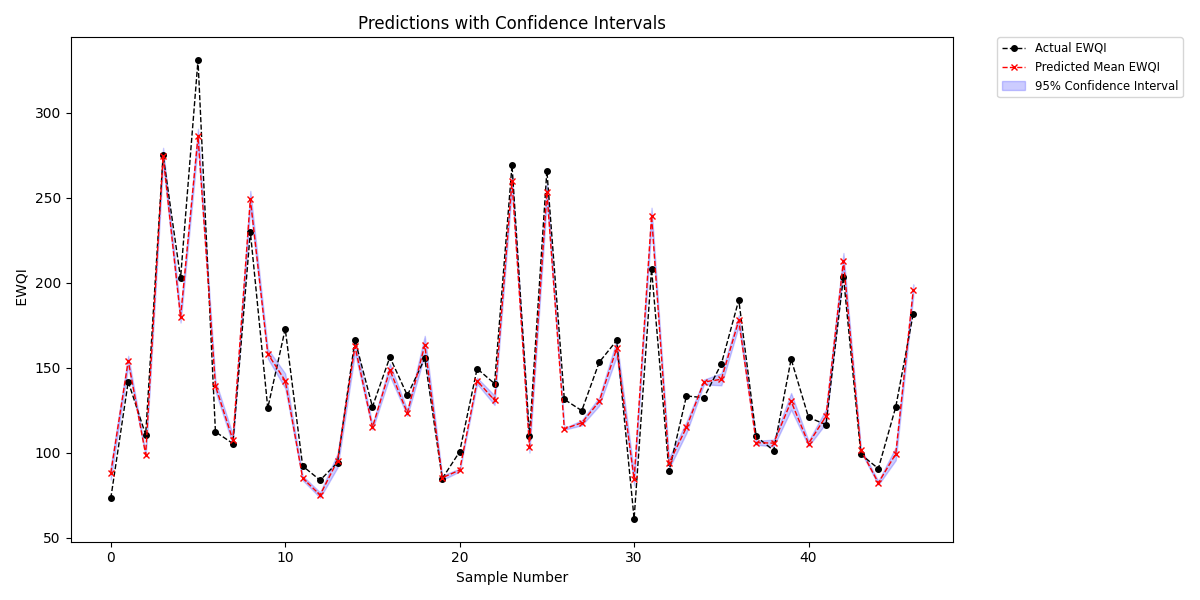 Predictions with Confidence Intervals
Actual EWQI
Predicted Mean EWQI
95% Confidence Interval
EWQI
300
250
200
150
100
50
0
10
20
30
40
Sample Number